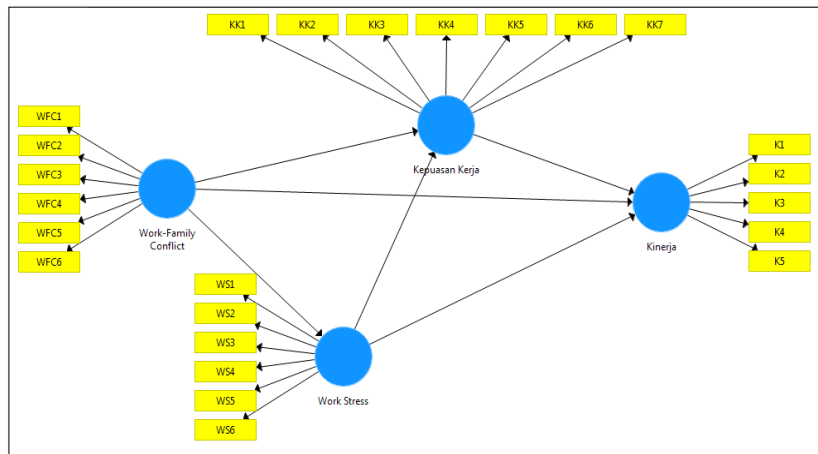 KK1 KK2 KK3 KK4 KK5 KK6 KK7
WFC1
WFC2
WFC3
WFC4
WFC5
WFC6
Work-Family
Conflict
Kepuasan Kerja
K1
K2
K3
K4
K5
Kinerja
WS1
WS2
WS3
WS4
WS5
WS6
Work Stress